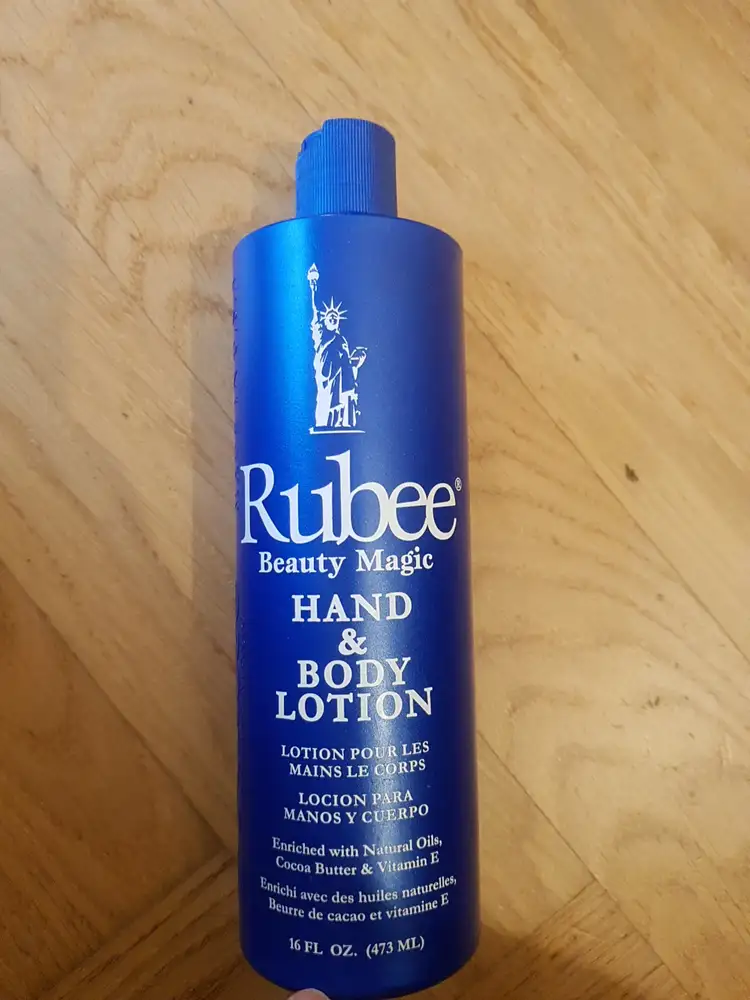 Rubee®
Beauty Magic
HAND
&
BODY
LOTION
LOTION POUR LES
MAINS LE CORPS
LOCION PARA
MANOS Y CUERPO
Enriched with Natural Oils,
Cocoa Butter & Vitamin E
Enrichi avec des huiles naturelles,
Beurre de cacao et vitamine E
16 FL OZ. (473 ML)